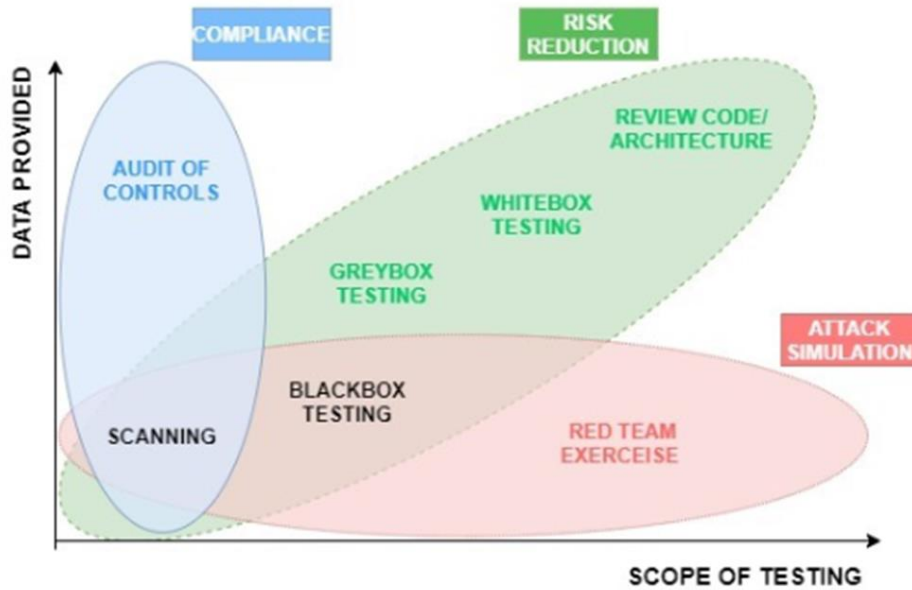 COMPLIANCE
RISK
REDUCTION
DATA PROVIDED
REVIEW CODE/
ARCHITECTURE
AUDIT OF
CONTROLS
WHITEBOX
TESTING
GREYBOX
TESTING
ATTACK
SIMULATION
BLACKBOX
TESTING
SCANNING
RED TEAM
EXERCEISE
SCOPE OF TESTING